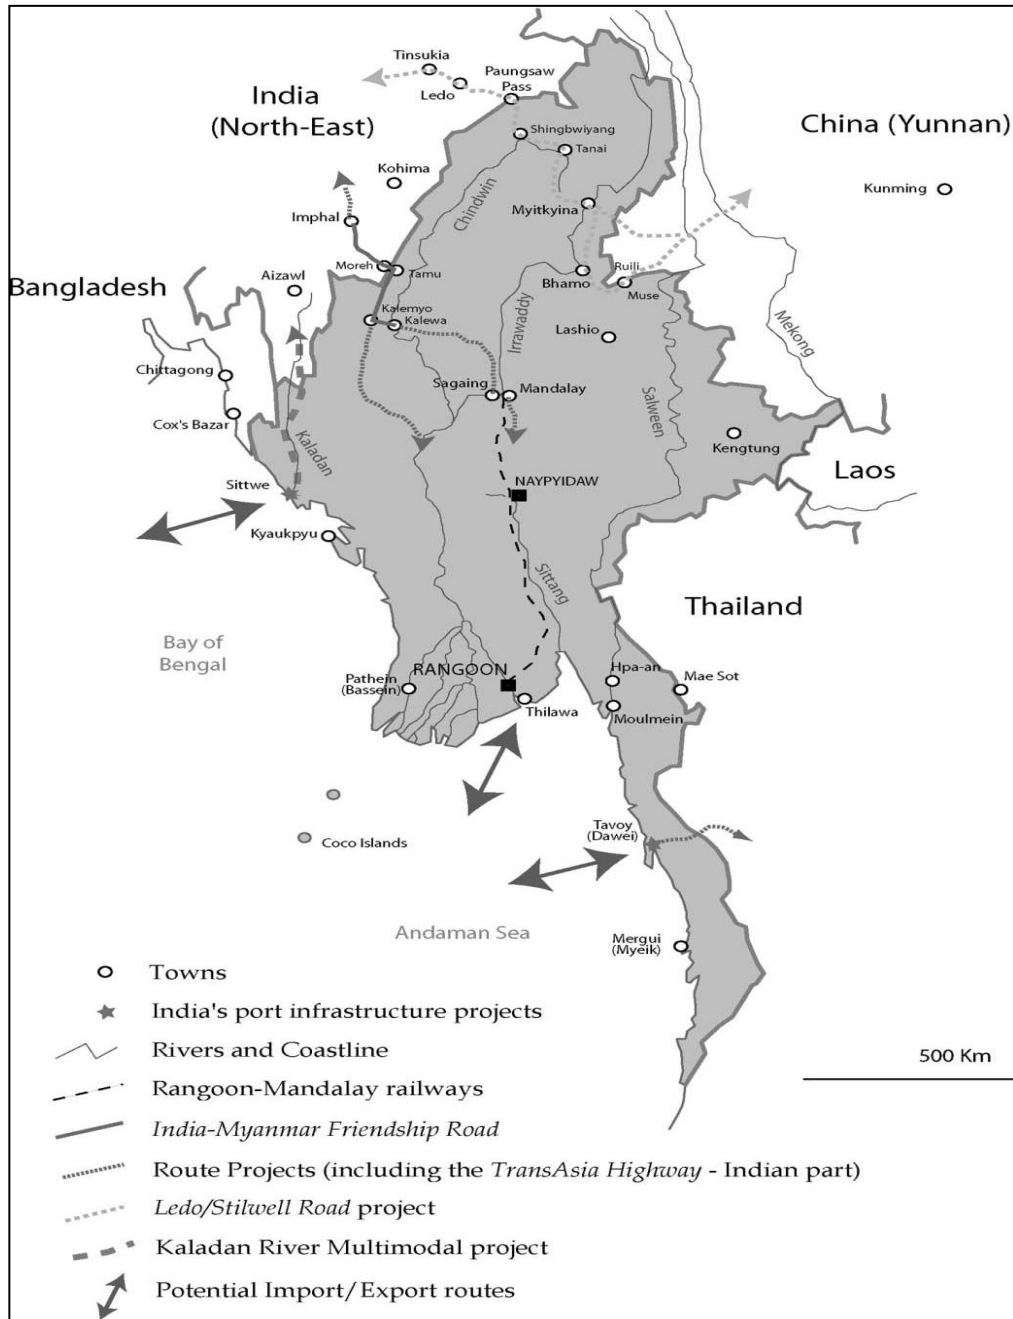 Tinsukia
Ledo
Paungsaw
Pass
India
(North-East)
China (Yunnan)
Shingbwiyang
Tanai
Kohima
Kunming
Chindwin
Myitkyina
Imphal
Moreh
Tamu
Ruili
Bhamo
Muse
Aizawl
Bangladesh
Kalemyo
Kalewa
Irrawaddy
Lashio
Mekong
Chittagong
Sagaing
Mandalay
Salween
Cox's Bazar
Kaladan
Kengtung
Laos
Sittwe
NAYPYIDAW
Kyaukpyu
Sittang
Thailand
Bay of
Bengal
RANGOON
Pathein
(Bassein)
Hpa-an
Mae Sot
Thilawa
Moulmein
Coco Islands
Tavoy
(Dawei)
Andaman Sea
Mergui
(Myeik)
Towns
India's port infrastructure projects
Rivers and Coastline
500 Km
Rangoon-Mandalay railways
India-Myanmar Friendship Road
Route Projects (including the TransAsia Highway - Indian part)
Ledo/Stilwell Road project
Kaladan River Multimodal project
Potential Import/Export routes